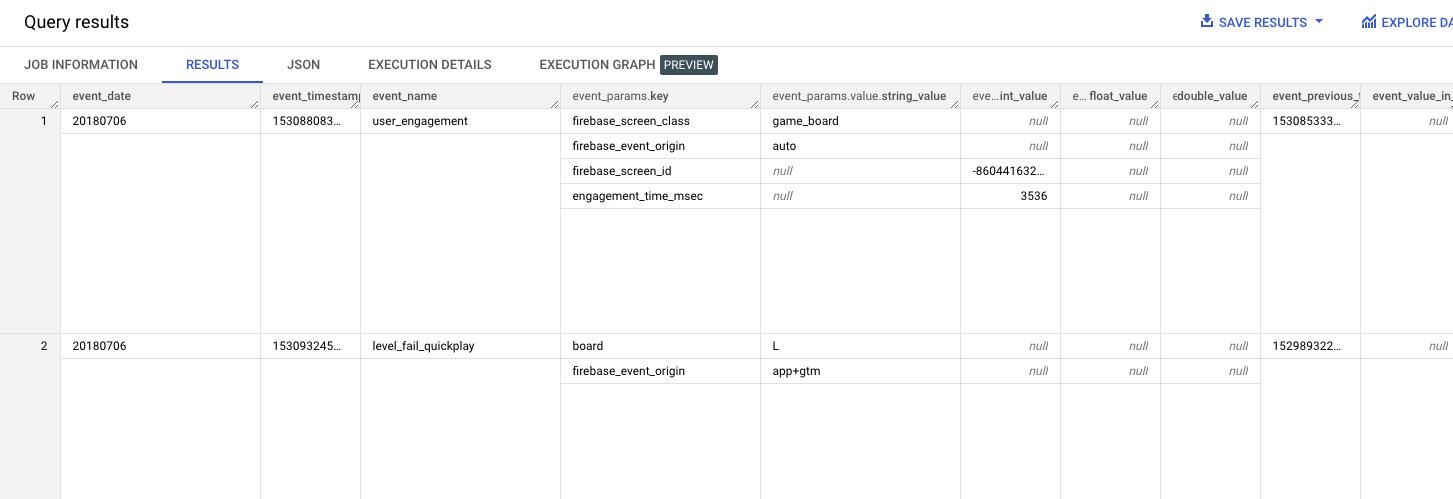 Query results SAVE RESULTS EXPLORE DA
JOB INFORMATION RESULTS JSON EXECUTION DETAILS EXECUTION GRAPH PREVIEW
Row event_date event_timestamp event_name event_params.key event_params.value.string_value eve…int_value e… float_value double_value event_previous_ event_value_in_
1 20180706 153088083… user_engagement firebase_screen_class game_board null null null 153085333… null
firebase_event_origin auto null null null
firebase_screen_id null -860441632… null null
engagement_time_msec null 3536 null null
2 20180706 153093245… level_fail_quickplay board L null null null 152989322… null
firebase_event_origin app+gtm null null null